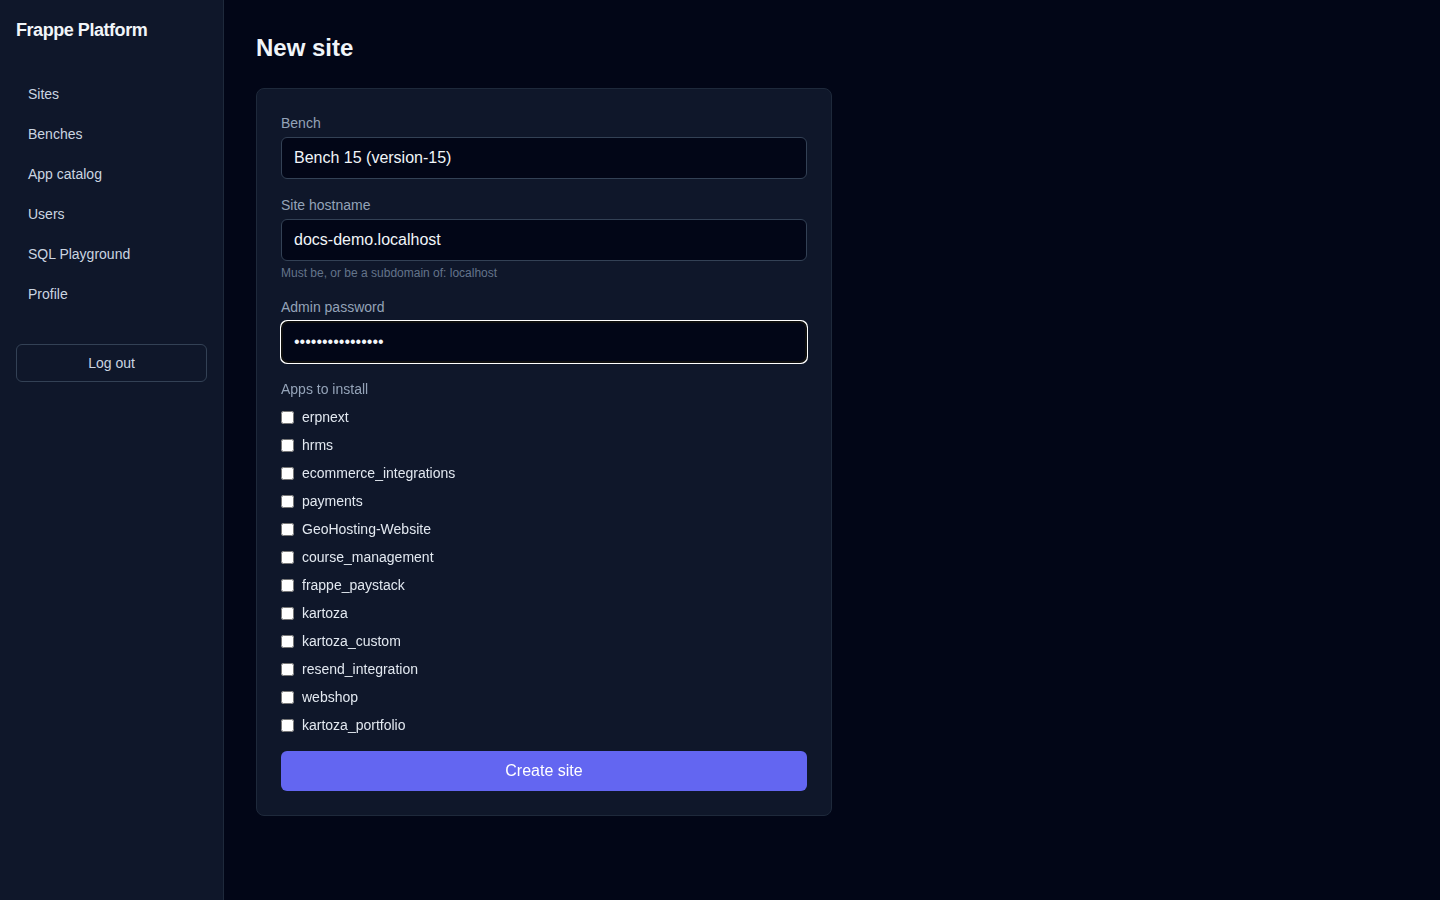 Frappe Platform
Sites
Benches
App catalog
Users
SQL Playground
Profile
Log out
New site
Bench
Bench 15 (version-15)
Site hostname
docs-demo.localhost
Must be, or be a subdomain of: localhost
Admin password
••••••••••••••••
Apps to install
erpnext
hrms
ecommerce_integrations
payments
GeoHosting-Website
course_management
frappe_paystack
kartoza
kartoza_custom
resend_integration
webshop
kartoza_portfolio
Create site